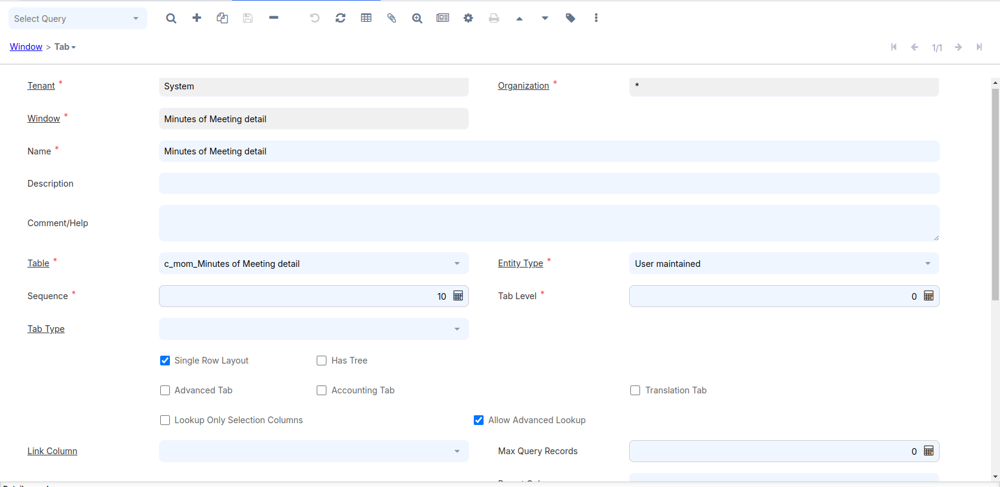 Select Query
Window > Tab
1/1
Tenant * System Organization * *
Window * Minutes of Meeting detail
Name * Minutes of Meeting detail
Description
Comment/Help
Table * c_mom_Minutes of Meeting detail Entity Type * User maintained
Sequence * 10 Tab Level * 0
Tab Type
Single Row Layout Has Tree
Advanced Tab Accounting Tab Translation Tab
Lookup Only Selection Columns Allow Advanced Lookup
Link Column Max Query Records 0